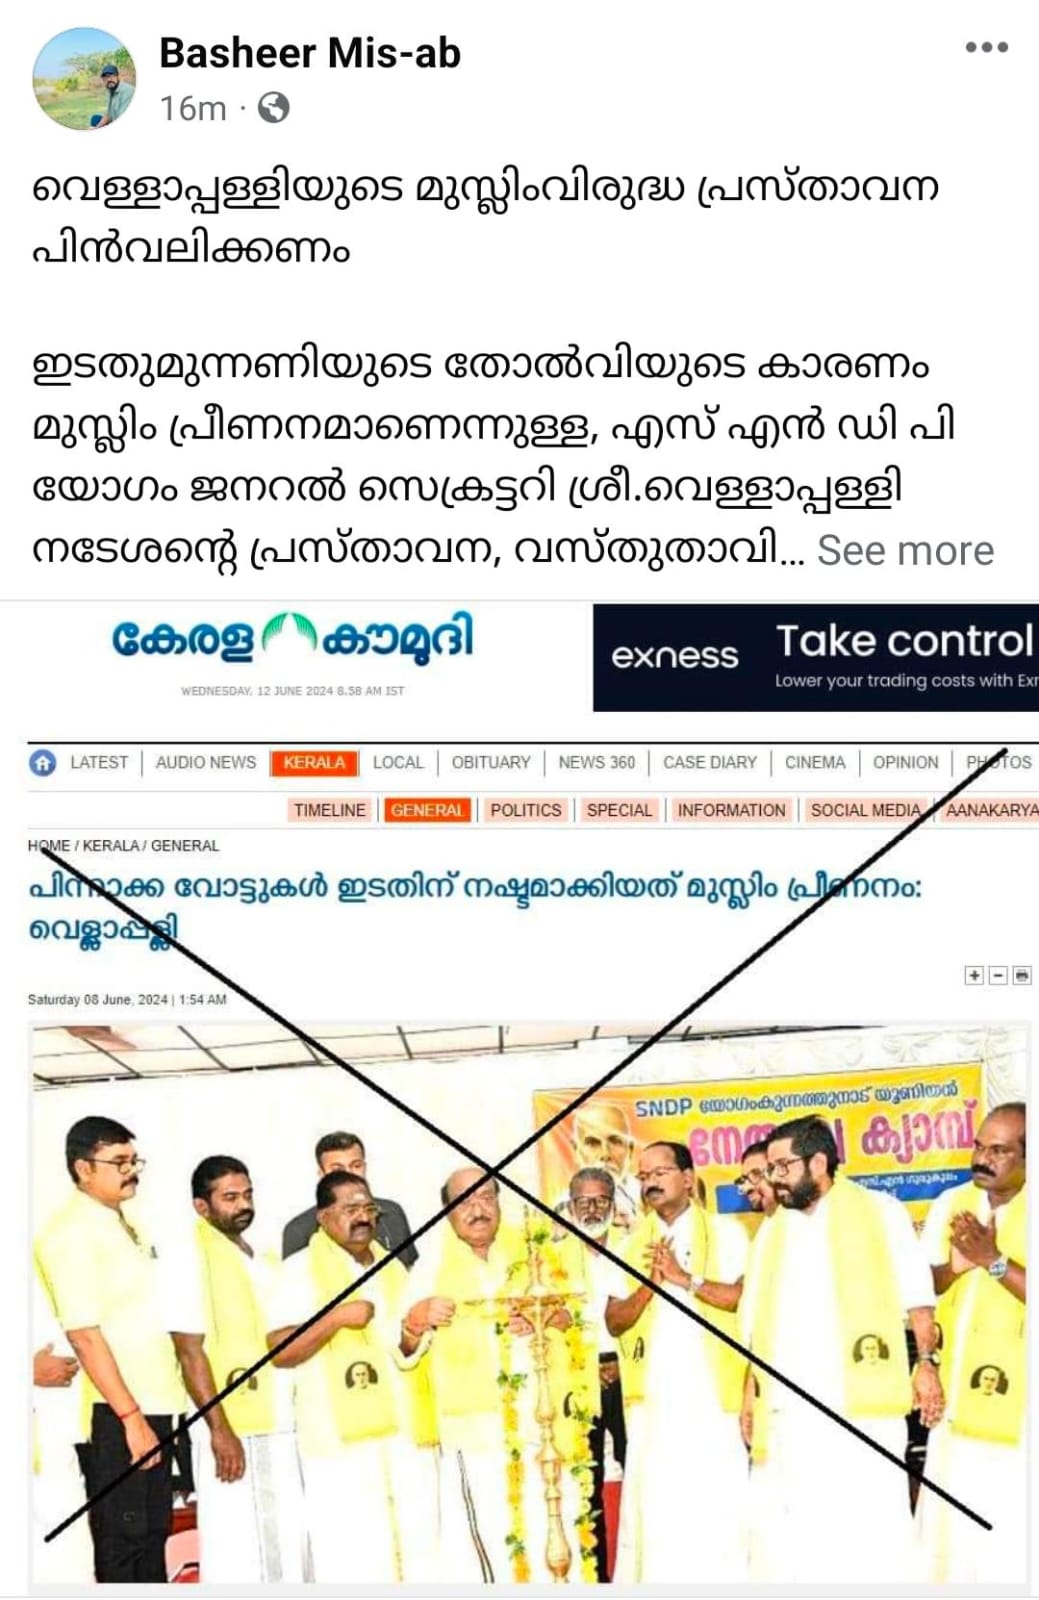 Basheer Mis-ab
16m ·
വെള്ളാപ്പള്ളിയുടെ മുസ്ലിംവിരുദ്ധ പ്രസ്താവന
പിൻവലിക്കണം
ഇടതുമുന്നണിയുടെ തോൽവിയുടെ കാരണം
മുസ്ലിം പ്രീണനമാണെന്നുള്ള, എസ് എൻ ഡി പി
യോഗം ജനറൽ സെക്രട്ടറി ശ്രീ.വെള്ളാപ്പള്ളി
നടേശന്റെ പ്രസ്താവന, വസ്തുതാവി... See more
കേരള കൗമുദി
WEDNESDAY, 12 JUNE 2024 8.58 AM IST
exness
Take control
Lower your trading costs with Exn
LATEST AUDIO NEWS KERALA LOCAL OBITUARY NEWS 360 CASE DIARY CINEMA OPINION PHOTOS
TIMELINE GENERAL POLITICS SPECIAL INFORMATION SOCIAL MEDIA AANAKARYA
HOME / KERALA / GENERAL
പിന്നാക്ക വോട്ടുകൾ ഇടതിന് നഷ്ടമാക്കിയത് മുസ്ലിം പ്രീണനം:
വെള്ളാപ്പള്ളി
Saturday 08 June, 2024 | 1:54 AM
SNDP യോഗംകുന്നത്തുനാട് യൂണിയൻ
ക്യാമ്പ്